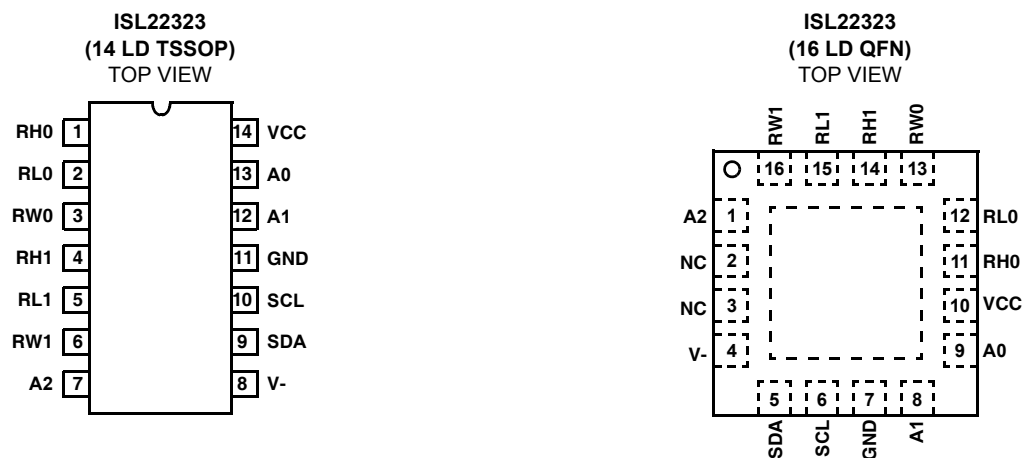 ISL22323
(14 LD TSSOP)
TOP VIEW
RH0 1
14 VCC
RL0 2
13 A0
RW0 3
12 A1
RH1 4
11 GND
RL1 5
10 SCL
RW1 6
9 SDA
A2 7
8 V-
ISL22323
(16 LD QFN)
TOP VIEW
RW1 RL1 RH1 RW0
16 15 14 13
A2 1
12 RL0
NC 2
11 RH0
NC 3
10 VCC
V- 4
9 A0
5 6 7 8
SDA SCL GND A1